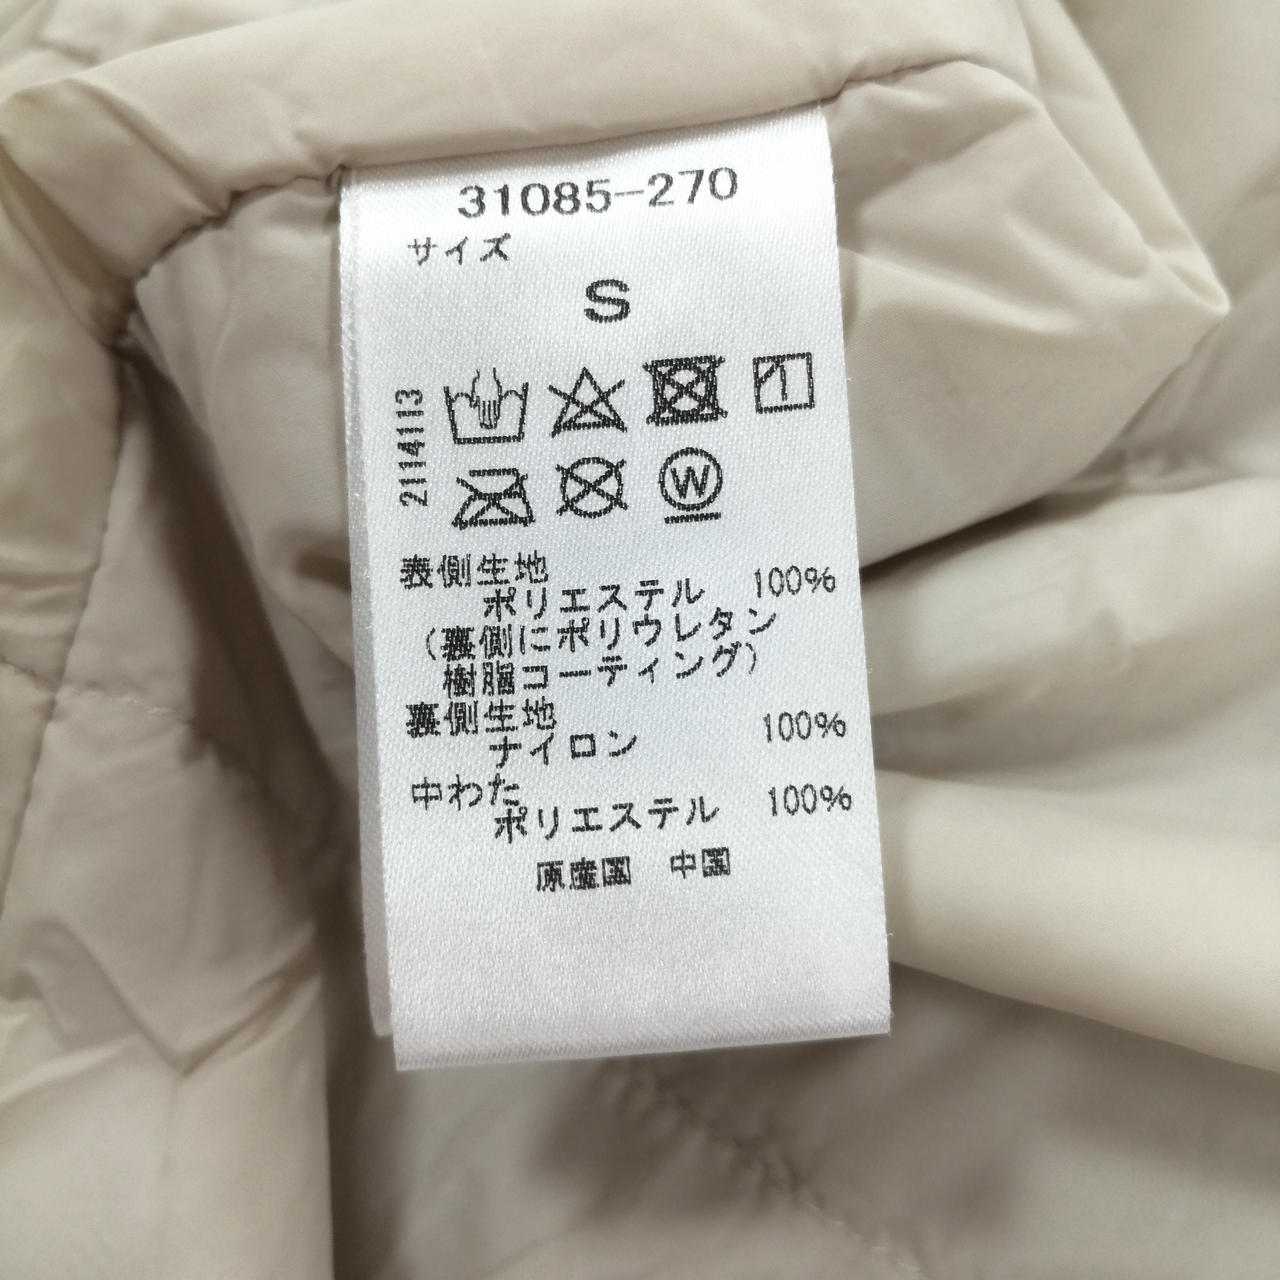 31085-270
サイズ
S
2114113
W
表側生地
ポリエステル 100%
(裏側にポリウレタン
樹脂コーティング)
裏側生地
ナイロン 100%
中わた
ポリエステル 100%
原産国 中国